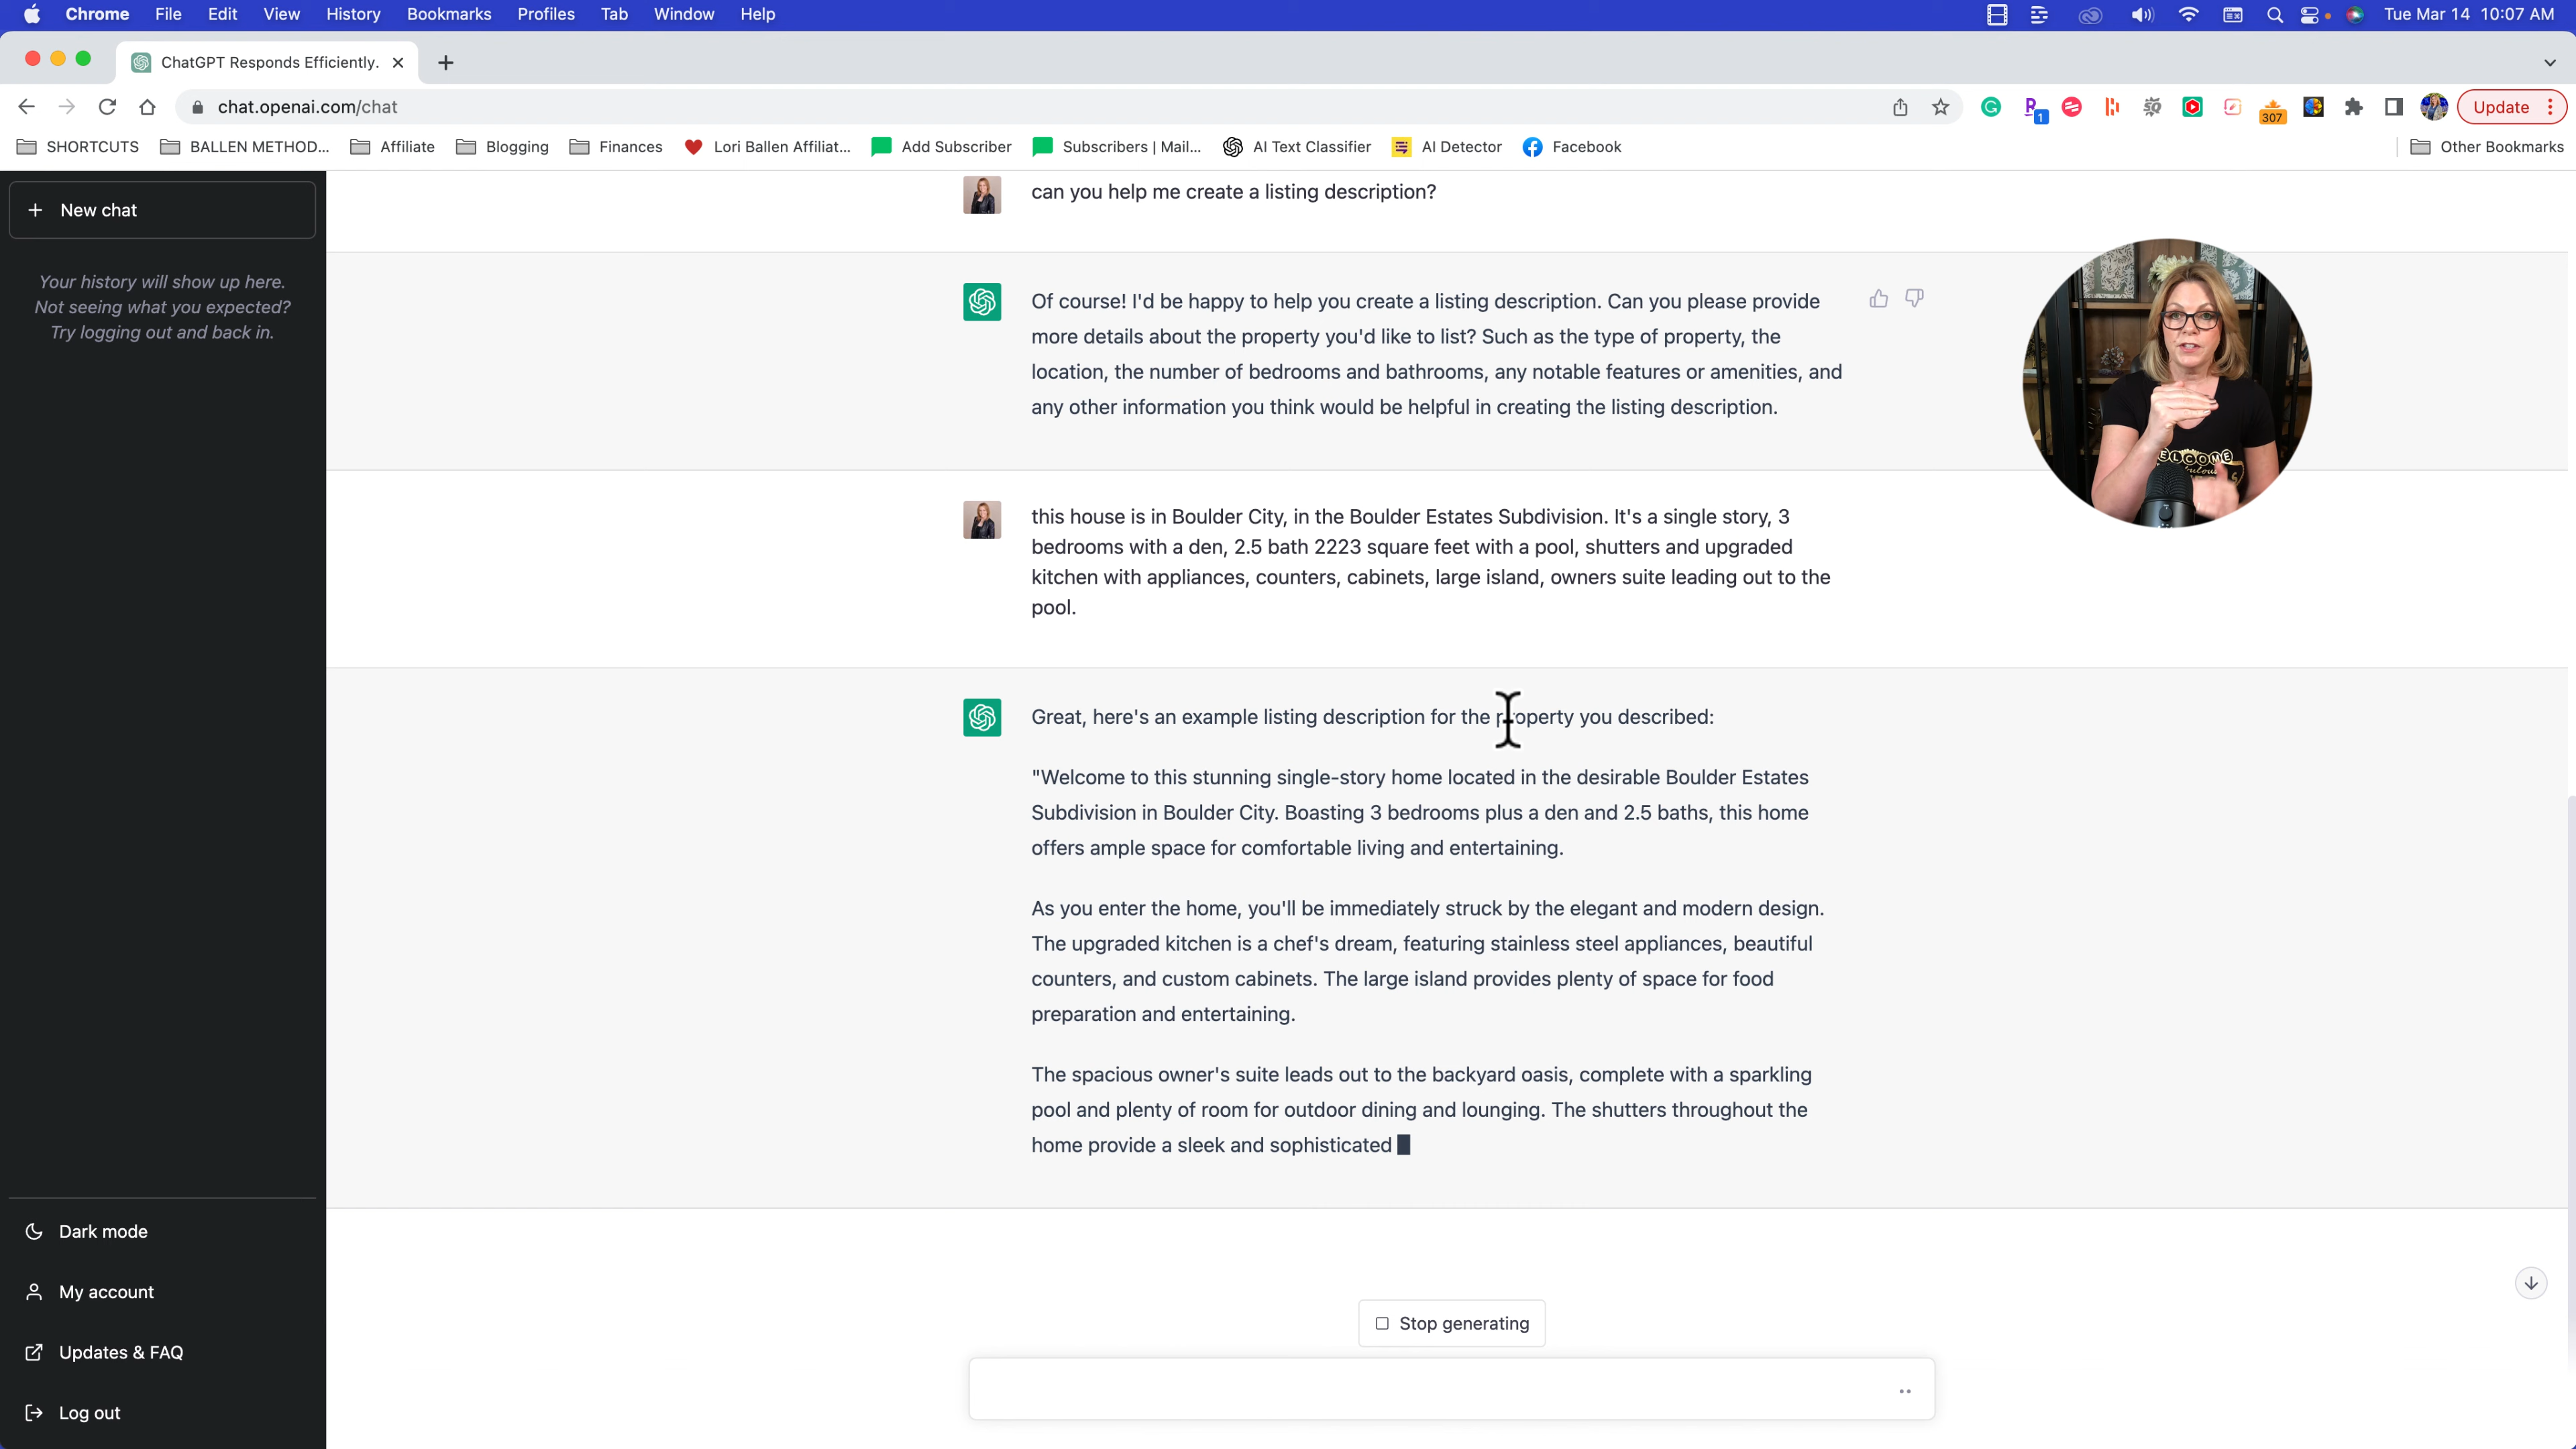 Chrome File Edit View History Bookmarks Profiles Tab Window Help Tue Mar 14 10:07 AM
ChatGPT Responds Efficiently.
chat.openai.com/chat
1
307
Update
SHORTCUTS BALLEN METHOD... Affiliate Blogging Finances Lori Ballen Affiliat... Add Subscriber Subscribers | Mail... AI Text Classifier AI Detector Facebook Other Bookmarks
New chat
Your history will show up here.
Not seeing what you expected?
Try logging out and back in.
Dark mode
My account
Updates & FAQ
Log out
can you help me create a listing description?
Of course! I'd be happy to help you create a listing description. Can you please provide
more details about the property you'd like to list? Such as the type of property, the
location, the number of bedrooms and bathrooms, any notable features or amenities, and
any other information you think would be helpful in creating the listing description.
this house is in Boulder City, in the Boulder Estates Subdivision. It's a single story, 3
bedrooms with a den, 2.5 bath 2223 square feet with a pool, shutters and upgraded
kitchen with appliances, counters, cabinets, large island, owners suite leading out to the
pool.
Great, here's an example listing description for the property you described:
"Welcome to this stunning single-story home located in the desirable Boulder Estates
Subdivision in Boulder City. Boasting 3 bedrooms plus a den and 2.5 baths, this home
offers ample space for comfortable living and entertaining.
As you enter the home, you'll be immediately struck by the elegant and modern design.
The upgraded kitchen is a chef's dream, featuring stainless steel appliances, beautiful
counters, and custom cabinets. The large island provides plenty of space for food
preparation and entertaining.
The spacious owner's suite leads out to the backyard oasis, complete with a sparkling
pool and plenty of room for outdoor dining and lounging. The shutters throughout the
home provide a sleek and sophisticated
Stop generating